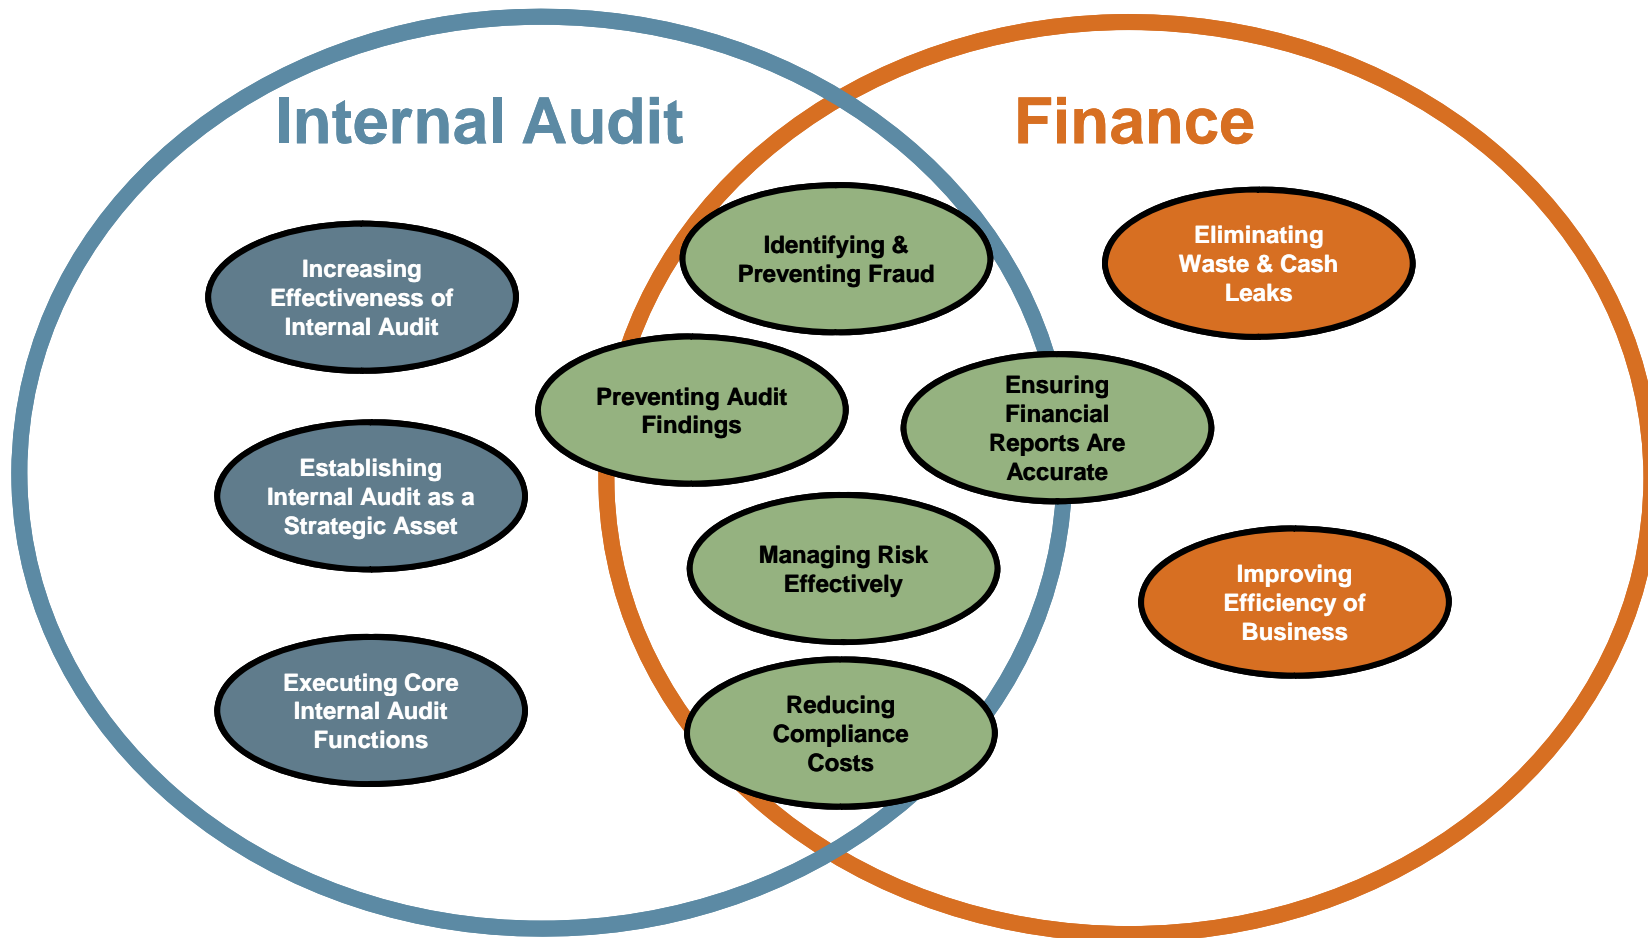 Internal Audit
Finance
Increasing
Effectiveness of
Internal Audit
Establishing
Internal Audit as a
Strategic Asset
Executing Core
Internal Audit
Functions
Identifying &
Preventing Fraud
Preventing Audit
Findings
Ensuring
Financial
Reports Are
Accurate
Managing Risk
Effectively
Reducing
Compliance
Costs
Eliminating
Waste & Cash
Leaks
Improving
Efficiency of
Business